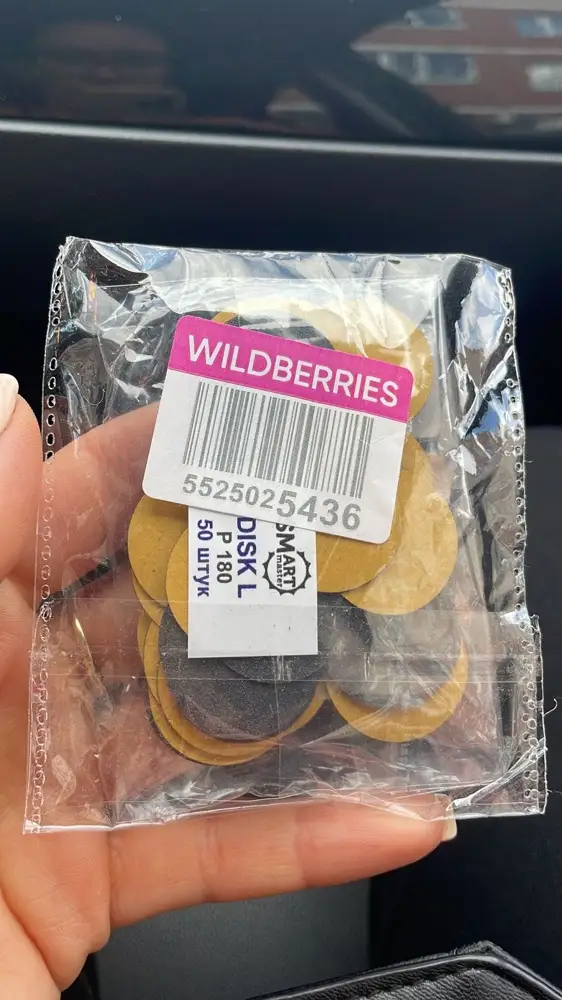 WILDBERRIES
5525025436
SMART
master
DISK L
P 180
50 штук